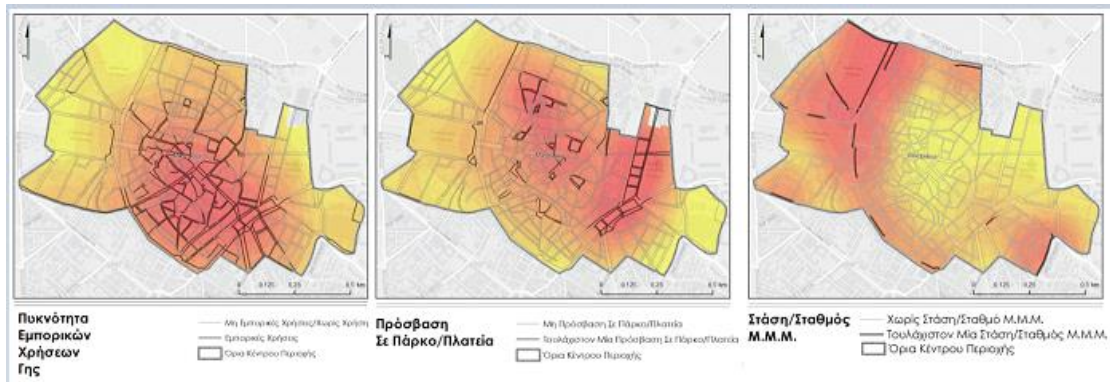 0 0.125 0.25 0.5 km
0 0.125 0.25 0.5 km
0 0.125 0.25 0.5 km
Πυκνότητα
Εμπορικών
Χρήσεων
Γης
Μη Εμπορικές Χρήσεις/Χωρίς Χρήση
Εμπορικές Χρήσεις
Όρια Κέντρου Περιοχής
Πρόσβαση
Σε Πάρκο/Πλατεία
Μη Πρόσβαση Σε Πάρκο/Πλατεία
Τουλάχιστον Μία Πρόσβαση Σε Πάρκο/Πλατεία
Όρια Κέντρου Περιοχής
Στάση/Σταθμός
Μ.Μ.Μ.
Χωρίς Στάση/Σταθμό Μ.Μ.Μ.
Τουλάχιστον Μία Στάση/Σταθμός Μ.Μ.Μ.
Όρια Κέντρου Περιοχής